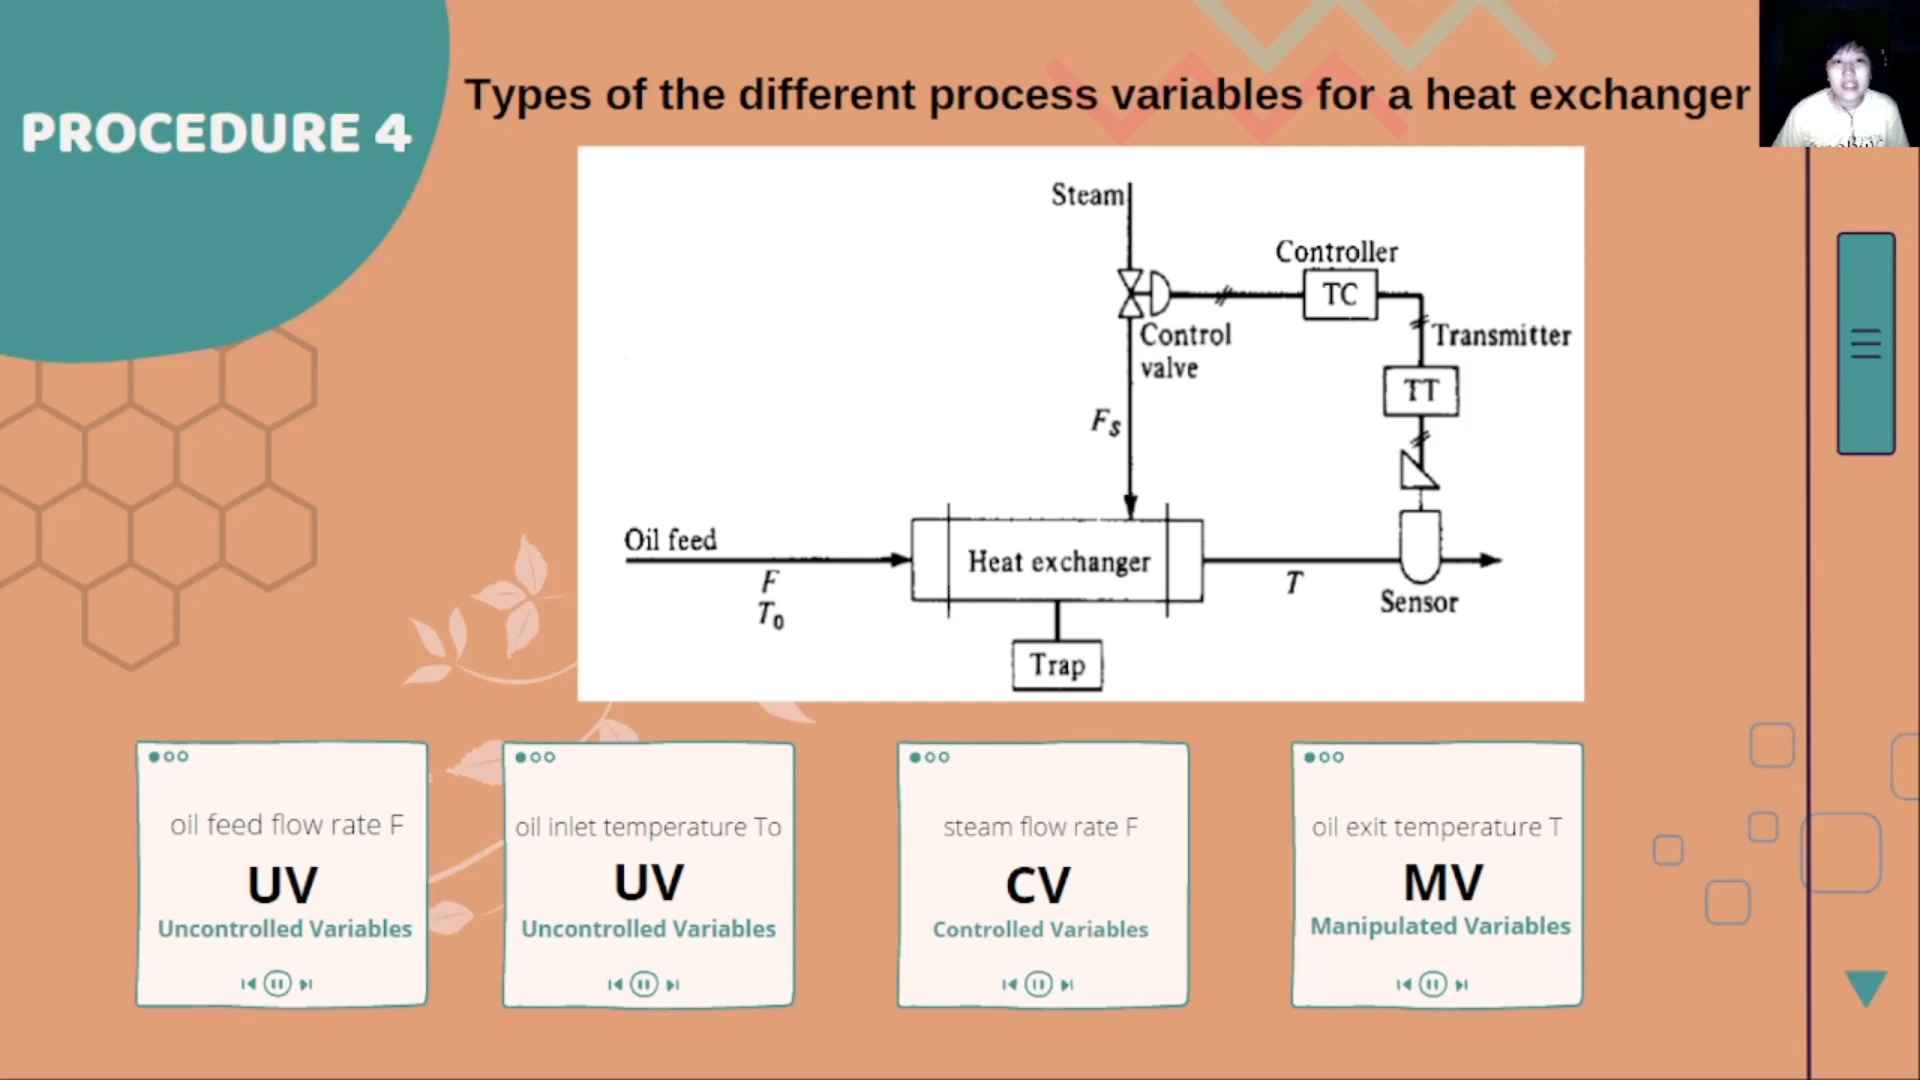 PROCEDURE 4
Types of the different process variables for a heat exchanger
Steam
Controller
TC
Control
valve
Transmitter
TT
Fs
Oil feed
F
T0
Heat exchanger
T
Sensor
Trap
oil feed flow rate F
UV
Uncontrolled Variables
oil inlet temperature To
UV
Uncontrolled Variables
steam flow rate F
CV
Controlled Variables
oil exit temperature T
MV
Manipulated Variables